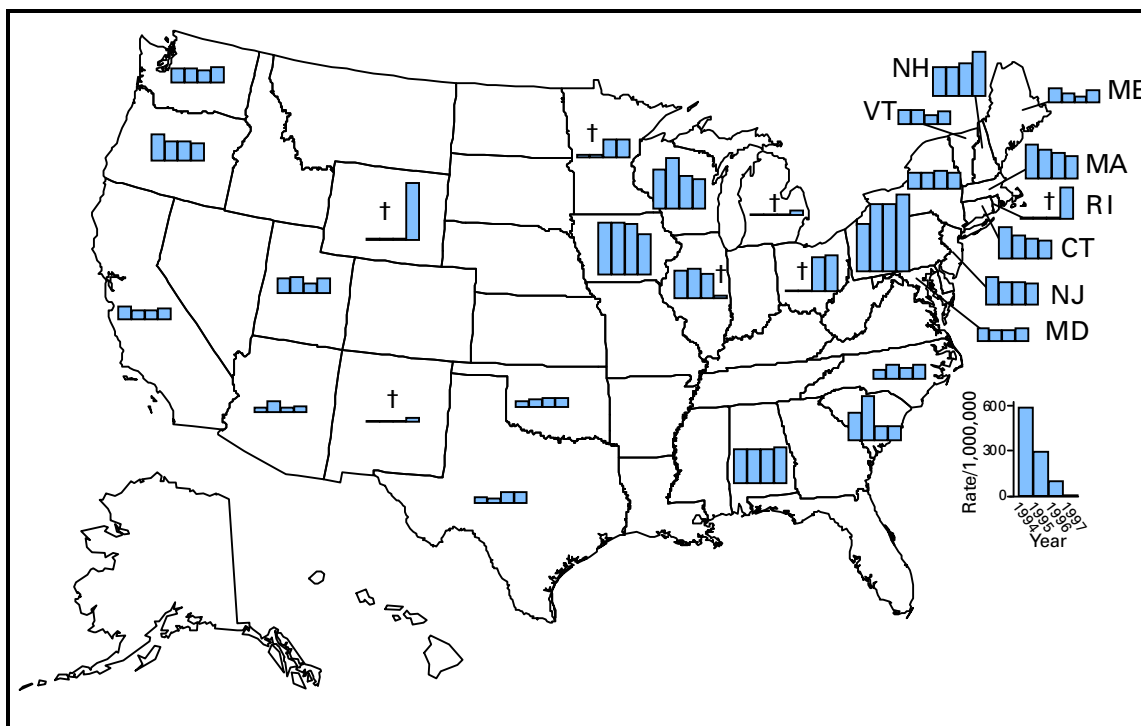 NH
ME
VT
†
MA
†
†
†
RI
CT
†
†
NJ
MD
†
Rate/1,000,000
600
300
0
1994
1995
1996
1997
Year